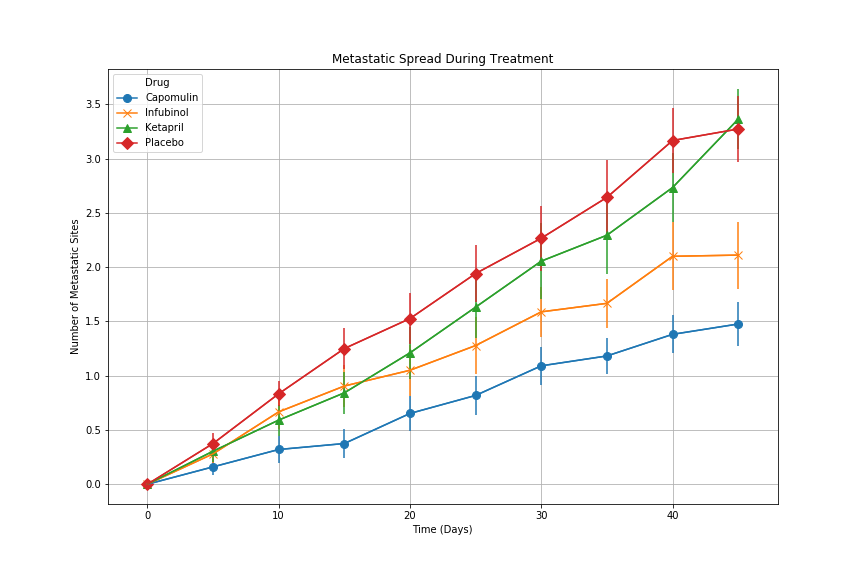 Metastatic Spread During Treatment
Drug
Capomulin
Infubinol
Ketapril
Placebo
Number of Metastatic Sites
3.5
3.0
2.5
2.0
1.5
1.0
0.5
0.0
0 10 20 30 40
Time (Days)